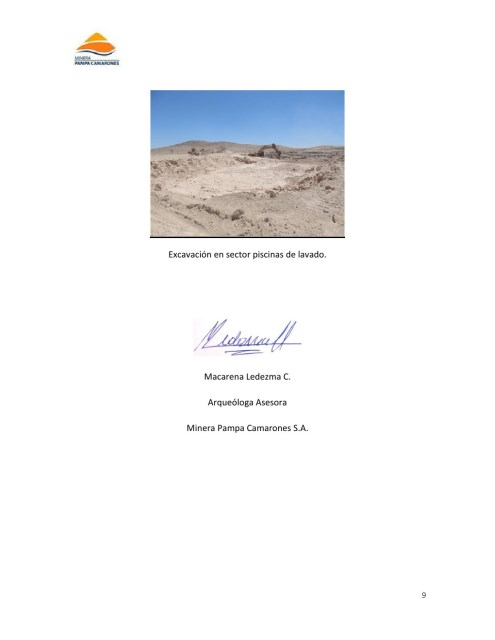 MINERA
PAMPA CAMARONES
Excavación en sector piscinas de lavado.
Macarena Ledezma C.
Arqueóloga Asesora
Minera Pampa Camarones S.A.
9